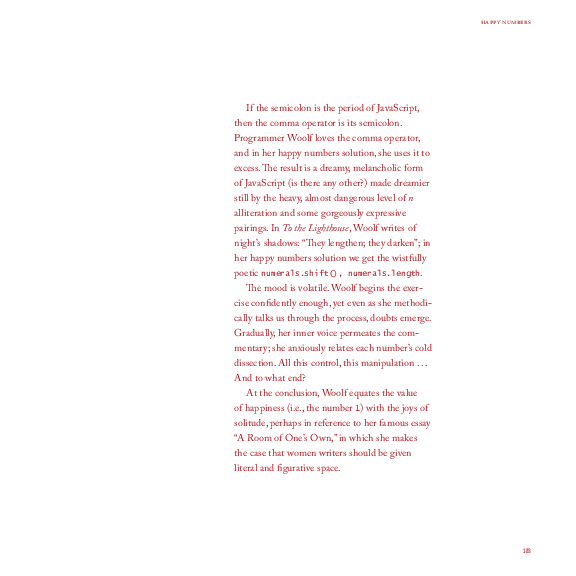 HAPPY NUMBERS
If the semicolon is the period of JavaScript,
then the comma operator is its semicolon.
Programmer Woolf loves the comma operator,
and in her happy numbers solution, she uses it to
excess. The result is a dreamy, melancholic form
of JavaScript (is there any other?) made dreamier
still by the heavy, almost dangerous level of n
alliteration and some gorgeously expressive
pairings. In To the Lighthouse, Woolf writes of
night's shadows: “They lengthen; they darken”; in
her happy numbers solution we get the wistfully
poetic numerals.shift(), numerals.length.
The mood is volatile. Woolf begins the exer-
cise confidently enough, yet even as she methodi-
cally talks us through the process, doubts emerge.
Gradually, her inner voice permeates the com-
mentary; she anxiously relates each number's cold
dissection. All this control, this manipulation . . .
And to what end?
At the conclusion, Woolf equates the value
of happiness (i.e., the number 1) with the joys of
solitude, perhaps in reference to her famous essay
“A Room of One's Own,” in which she makes
the case that women writers should be given
literal and figurative space.